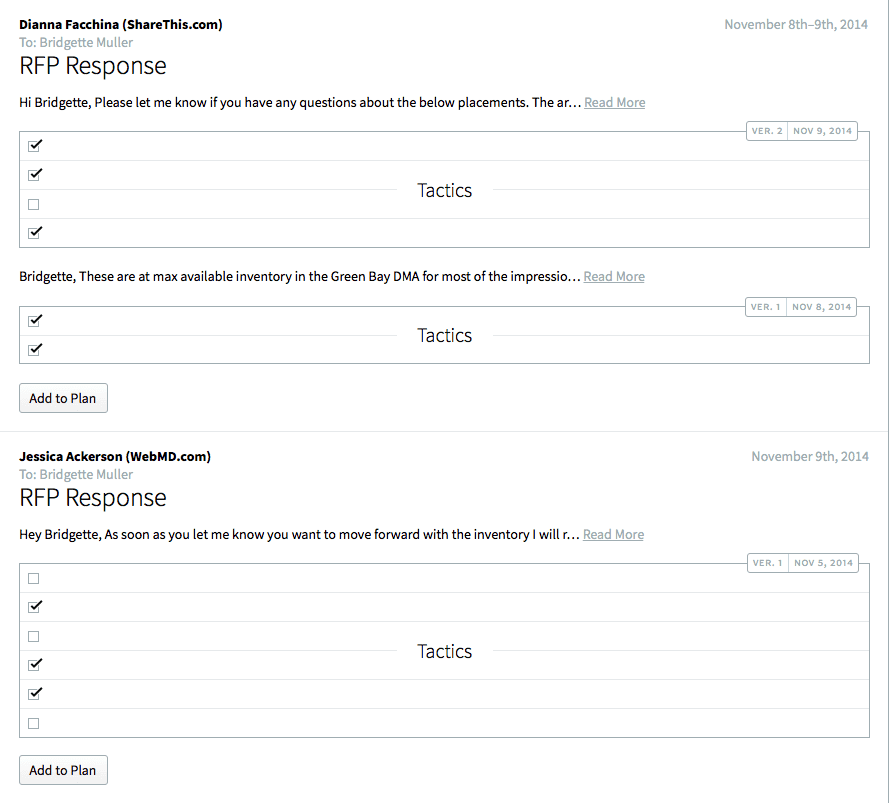 Dianna Facchina (ShareThis.com) November 8th–9th, 2014
To: Bridgette Muller
RFP Response
Hi Bridgette, Please let me know if you have any questions about the below placements. The ar… Read More
VER. 2 NOV 9, 2014
Tactics
Bridgette, These are at max available inventory in the Green Bay DMA for most of the impressio… Read More
VER. 1 NOV 8, 2014
Tactics
Add to Plan
Jessica Ackerson (WebMD.com) November 9th, 2014
To: Bridgette Muller
RFP Response
Hey Bridgette, As soon as you let me know you want to move forward with the inventory I will r… Read More
VER. 1 NOV 5, 2014
Tactics
Add to Plan